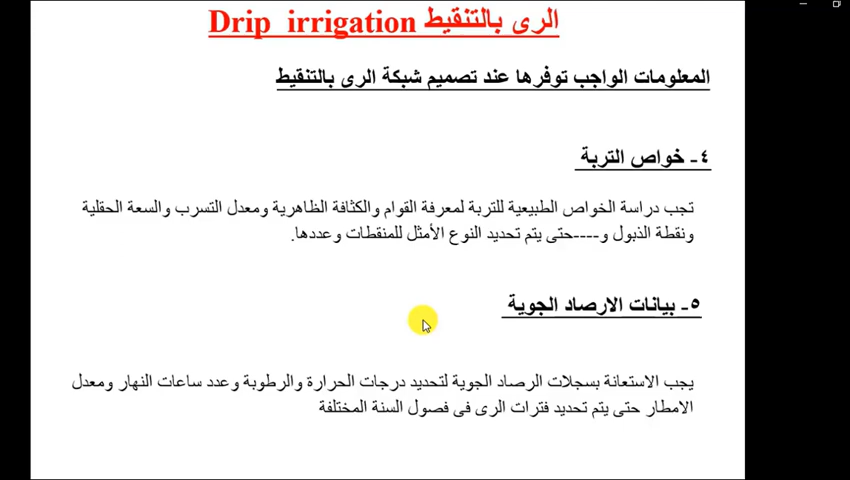 الرى بالتنقيط Drip irrigation
المعلومات الواجب توفرها عند تصميم شبكة الرى بالتنقيط
٤- خواص التربة
تجب دراسة الخواص الطبيعية للتربة لمعرفة القوام والكثافة الظاهرية ومعدل التسرب والسعة الحقلية
ونقطة الذبول و----حتى يتم تحديد النوع الأمثل للمنقطات وعددها.
٥- بيانات الارصاد الجوية
يجب الاستعانة بسجلات الرصاد الجوية لتحديد درجات الحرارة والرطوبة وعدد ساعات النهار ومعدل
الامطار حتى يتم تحديد فترات الرى فى فصول السنة المختلفة